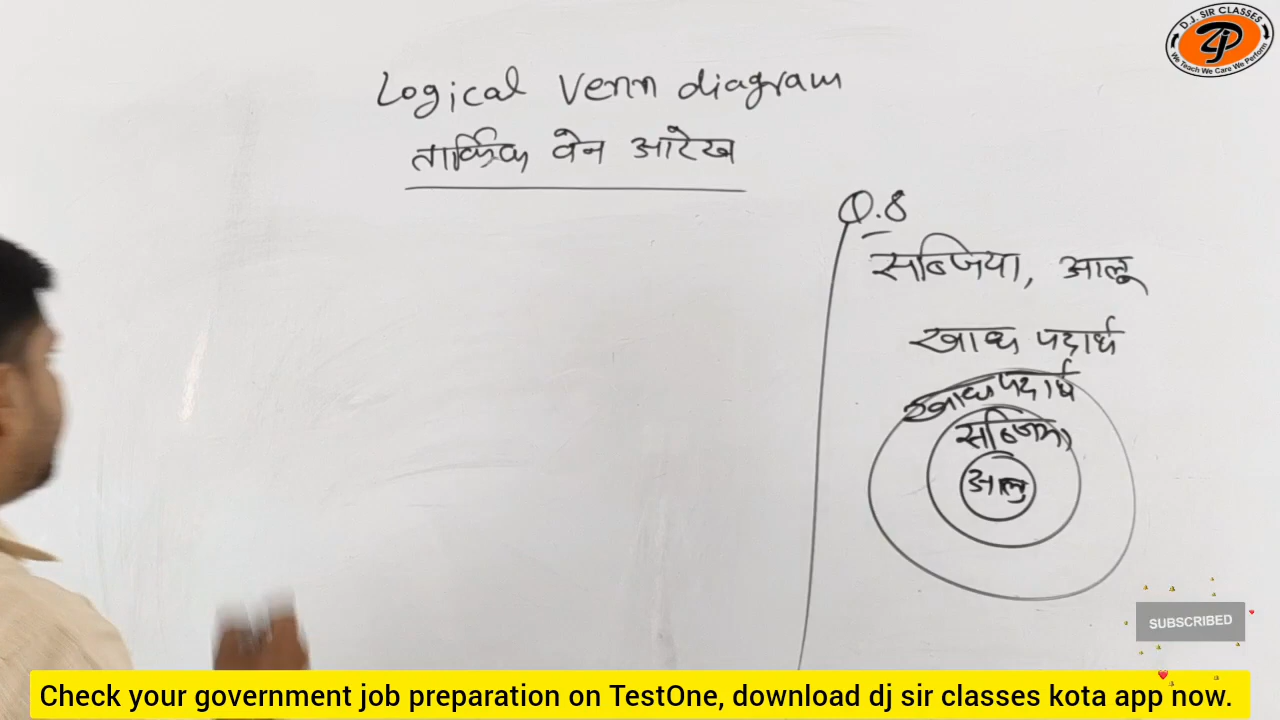 D.J. SIR CLASSES
We Teach We Care We Perform
Logical Venn diagram
तार्किक वेन आरेख
Q.8
सब्जिया, आलू
खाद्य पदार्थ
खाद्य पदार्थ
सब्जिया
आलु
SUBSCRIBED
Check your government job preparation on TestOne, download dj sir classes kota app now.